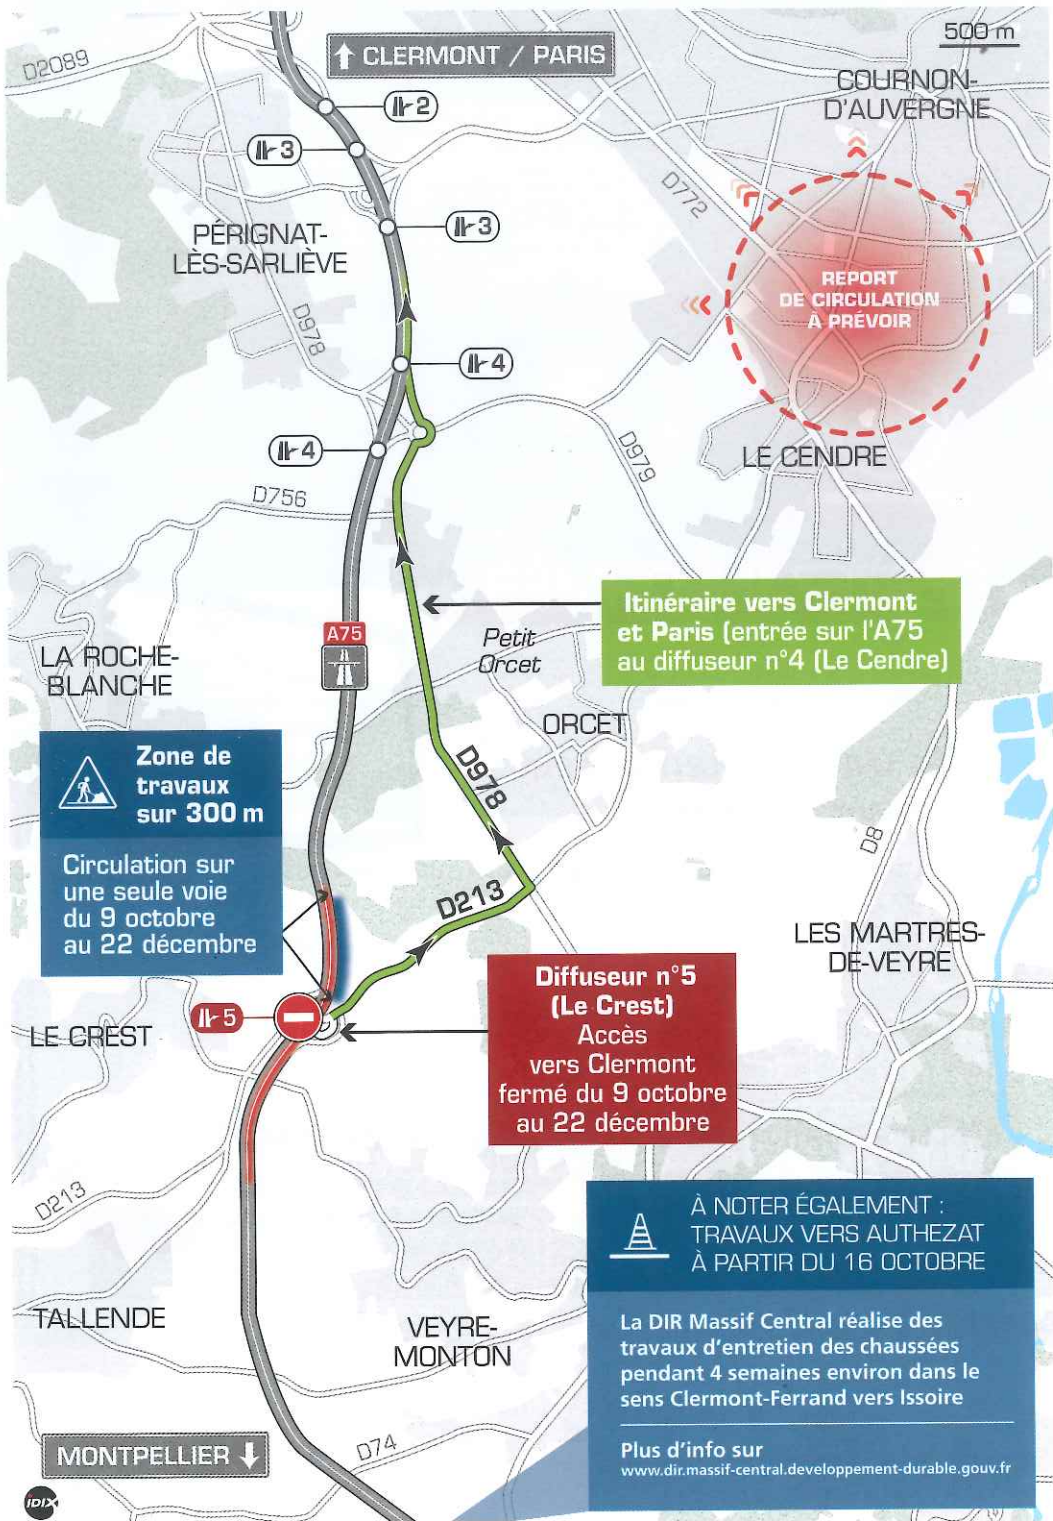 500 m
D2089
CLERMONT / PARIS
COURNON-
D'AUVERGNE
2
3
D772
3
PÉRIGNAT-
LÈS-SARLIÈVE
REPORT
DE CIRCULATION
À PRÉVOIR
D978
4
4
D979
LE CENDRE
D756
Itinéraire vers Clermont
et Paris (entrée sur l'A75
au diffuseur n°4 (Le Cendre)
A75
Petit
Orcet
LA ROCHE-
BLANCHE
ORCET
Zone de
travaux
sur 300 m
D978
Circulation sur
une seule voie
du 9 octobre
au 22 décembre
D8
D213
LES MARTRES-
DE-VEYRE
Diffuseur n°5
(Le Crest)
Accès
vers Clermont
fermé du 9 octobre
au 22 décembre
5
LE CREST
D213
À NOTER ÉGALEMENT :
TRAVAUX VERS AUTHEZAT
À PARTIR DU 16 OCTOBRE
TALLENDE
VEYRE-
MONTON
La DIR Massif Central réalise des
travaux d'entretien des chaussées
pendant 4 semaines environ dans le
sens Clermont-Ferrand vers Issoire
MONTPELLIER
D74
Plus d'info sur
www.dir.massif-central.developpement-durable.gouv.fr
iDIX